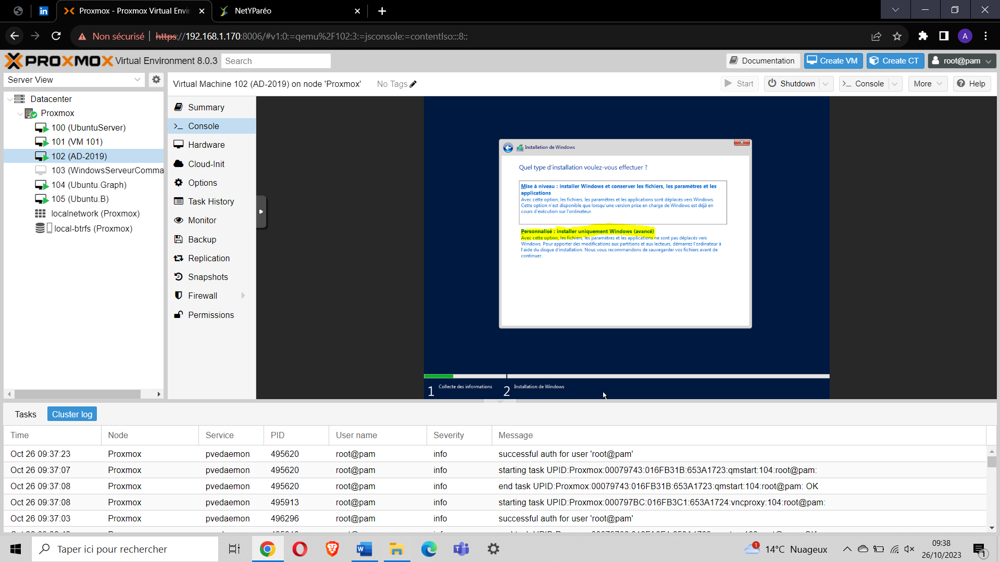 Proxmox - Proxmox Virtual Envir
NetYParéo
Non sécurisé
https://192.168.1.170:8006/#v1:0:=qemu%2F102:3:=jsconsole:=contentIso:::8::
A
PROXMOX Virtual Environment 8.0.3
Search
Documentation
Create VM
Create CT
root@pam
Server View
Virtual Machine 102 (AD-2019) on node 'Proxmox'
No Tags
Start
Shutdown
Console
More
Help
Datacenter
Proxmox
100 (UbuntuServer)
101 (VM 101)
102 (AD-2019)
103 (WindowsServeurComma
104 (Ubuntu.Graph)
105 (Ubuntu.B)
localnetwork (Proxmox)
local-btrfs (Proxmox)
Summary
Console
Hardware
Cloud-Init
Options
Task History
Monitor
Backup
Replication
Snapshots
Firewall
Permissions
Installation de Windows
Quel type d'installation voulez-vous effectuer ?
Mise à niveau : installer Windows et conserver les fichiers, les paramètres et les
applications
Avec cette option, les fichiers, les paramètres et les applications sont déplacés vers Windows.
Cette option n'est disponible que lorsqu'une version prise en charge de Windows est déjà en
cours d'exécution sur l'ordinateur.
Personnalisé : installer uniquement Windows (avancé)
Avec cette option, les fichiers, les paramètres et les applications ne sont pas déplacés vers
Windows. Pour apporter des modifications aux partitions et aux lecteurs, démarrez l'ordinateur à
l'aide du disque d'installation. Nous vous recommandons de sauvegarder vos fichiers avant de
continuer.
1 Collecte des informations
2 Installation de Windows
Tasks
Cluster log
Time Node Service PID User name Severity Message
Oct 26 09:37:23 Proxmox pvedaemon 495620 root@pam info successful auth for user 'root@pam'
Oct 26 09:37:07 Proxmox pvedaemon 495620 root@pam info starting task UPID:Proxmox:00079743:016FB31B:653A1723:qmstart:104:root@pam:
Oct 26 09:37:08 Proxmox pvedaemon 495620 root@pam info end task UPID:Proxmox:00079743:016FB31B:653A1723:qmstart:104:root@pam: OK
Oct 26 09:37:08 Proxmox pvedaemon 495913 root@pam info starting task UPID:Proxmox:000797BC:016FB3C1:653A1724:vncproxy:104:root@pam:
Oct 26 09:37:03 Proxmox pvedaemon 496296 root@pam info successful auth for user 'root@pam'
Taper ici pour rechercher
1
14°C Nuageux
09:38
26/10/2023
1